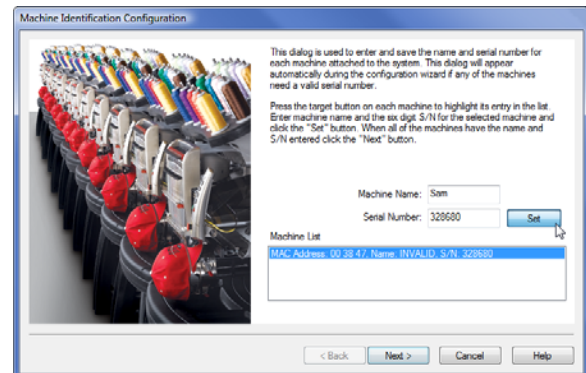 Machine Identification Configuration
This dialog is used to enter and save the name and serial number for
each machine attached to the system. This dialog will appear
automatically during the configuration wizard if any of the machines
need a valid serial number.
Press the target button on each machine to highlight its entry in the list.
Enter machine name and the six digit S/N for the selected machine and
click the "Set" button. When all of the machines have the name and
S/N entered click the "Next" button.
Machine Name: Sam
Serial Number: 328680 Set
Machine List
MAC Address: 00 38 47, Name: INVALID, S/N: 328680
< Back Next > Cancel Help